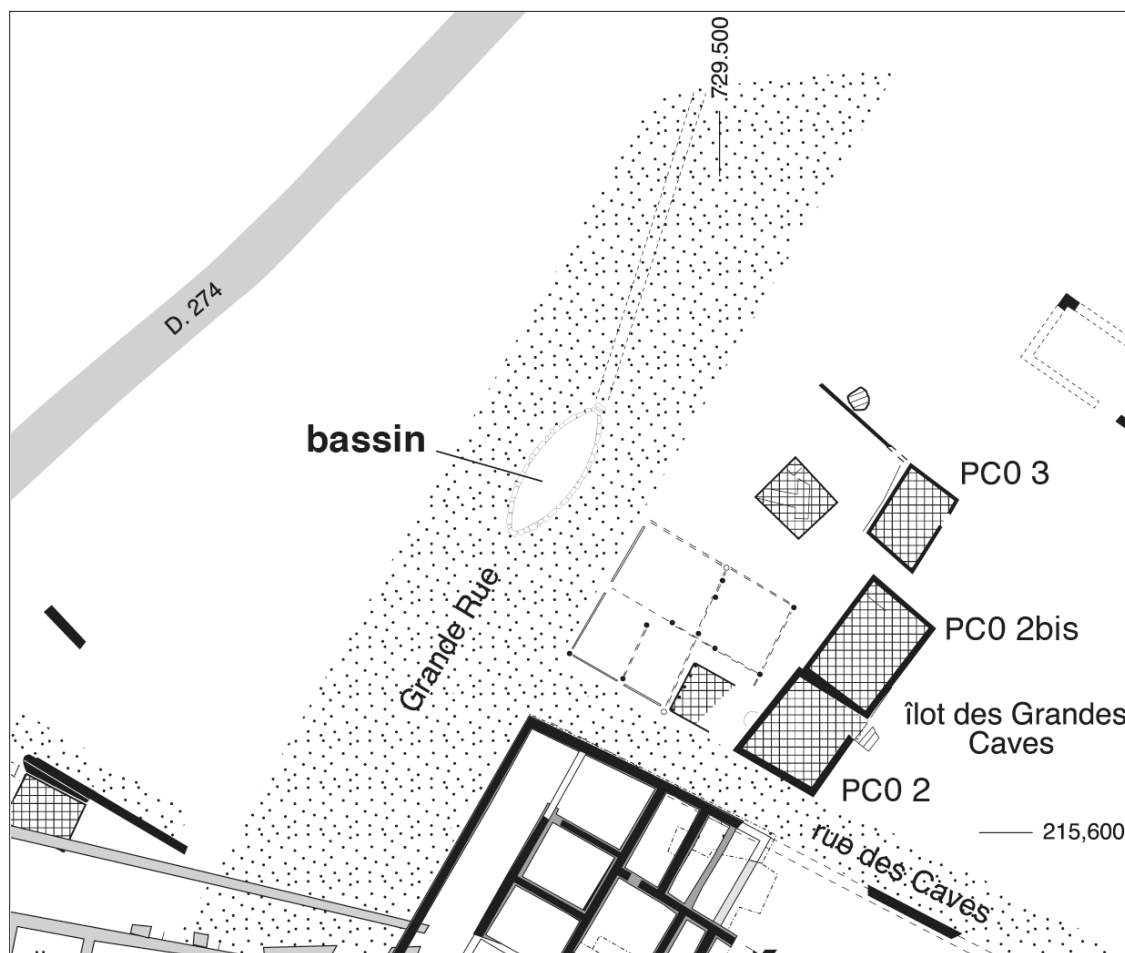 729.500
D. 274
bassin
PC0 3
Grande Rue
PC0 2bis
îlot des Grandes
Caves
PC0 2
215,600
rue des Caves